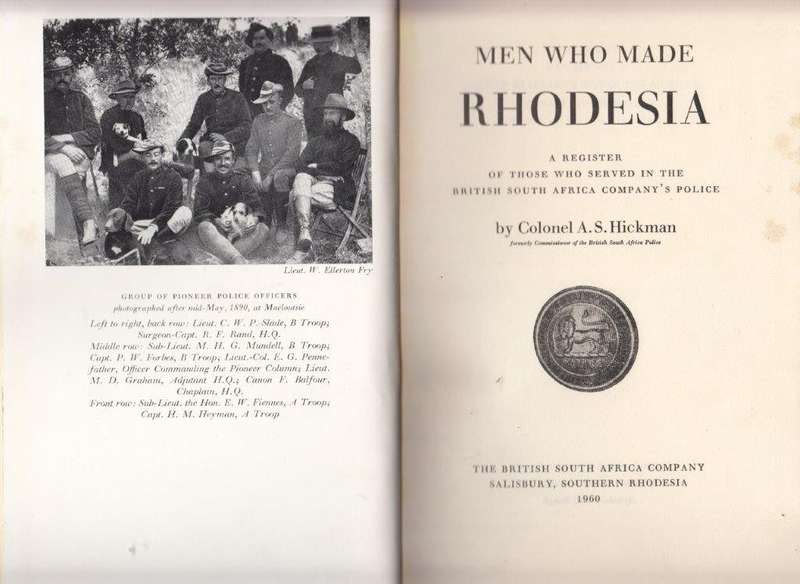 Lieut. W. Ellerton Fry
GROUP OF PIONEER POLICE OFFICERS
photographed after mid-May, 1890, at Macloutsie
Left to right, back row: Lieut. C. W. P. Slade, B Troop;
Surgeon-Capt. R. F. Rand, H.Q.
Middle row: Sub-Lieut. M. H. G. Mundell, B Troop;
Capt. P. W. Forbes, B Troop; Lieut.-Col. E. G. Penne-
father, Officer Commanding the Pioneer Column; Lieut.
M. D. Graham, Adjutant H.Q.; Canon F. Balfour,
Chaplain, H.Q.
Front row: Sub-Lieut. the Hon. E. W. Fiennes, A Troop;
Capt. H. M. Heyman, A Troop
MEN WHO MADE
RHODESIA
A REGISTER
OF THOSE WHO SERVED IN THE
BRITISH SOUTH AFRICA COMPANY'S POLICE
by Colonel A. S. Hickman
formerly Commissioner of the British South Africa Police
THE BRITISH SOUTH AFRICA COMPANY
SALISBURY, SOUTHERN RHODESIA
1960